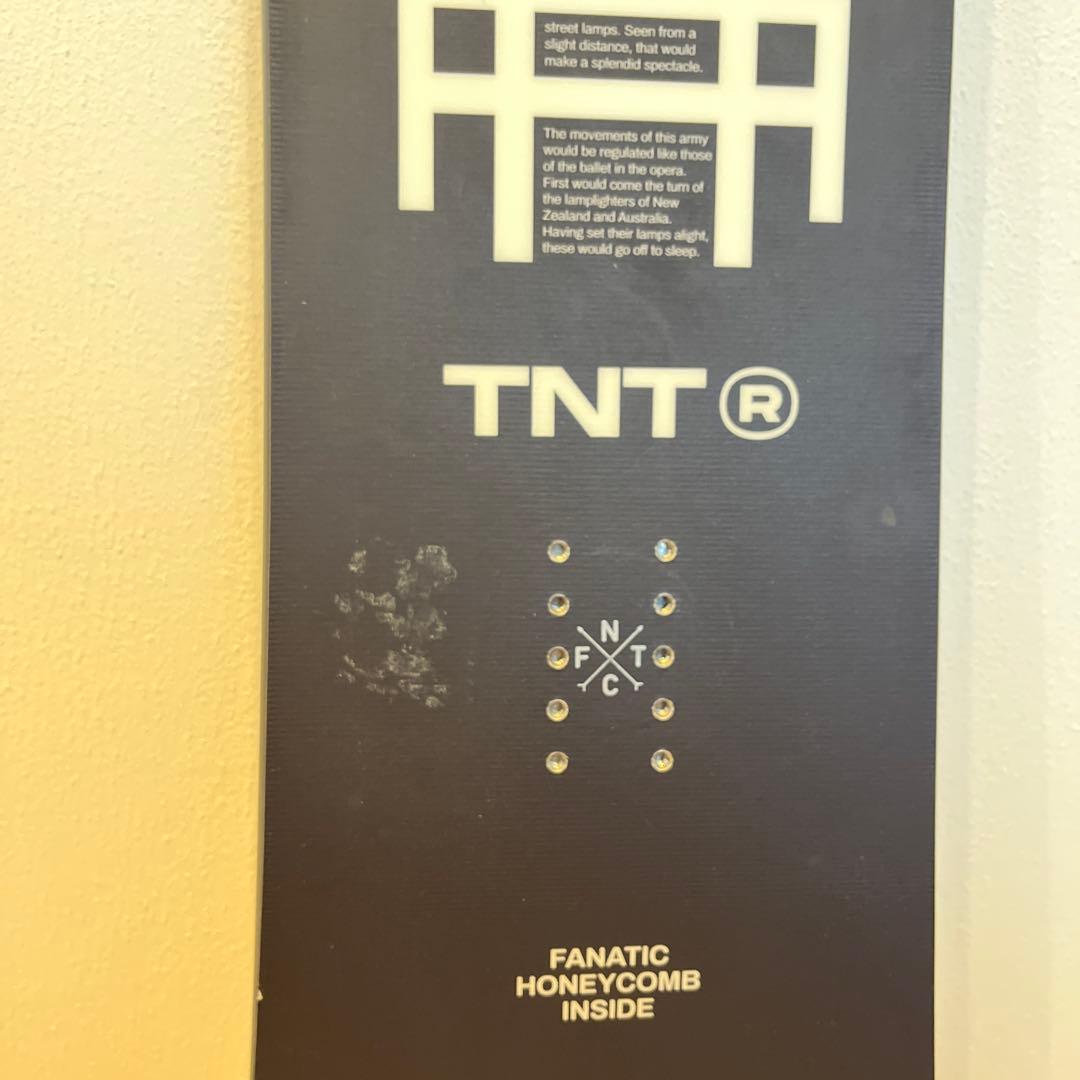 street lamps. Seen from a
slight distance, that would
make a splendid spectacle.
The movements of this army
would be regulated like those
of the ballet in the opera.
First would come the turn of
the lamplighters of New
Zealand and Australia.
Having set their lamps alight,
these would go off to sleep.
TNT ®
N
F T
C
FANATIC
HONEYCOMB
INSIDE